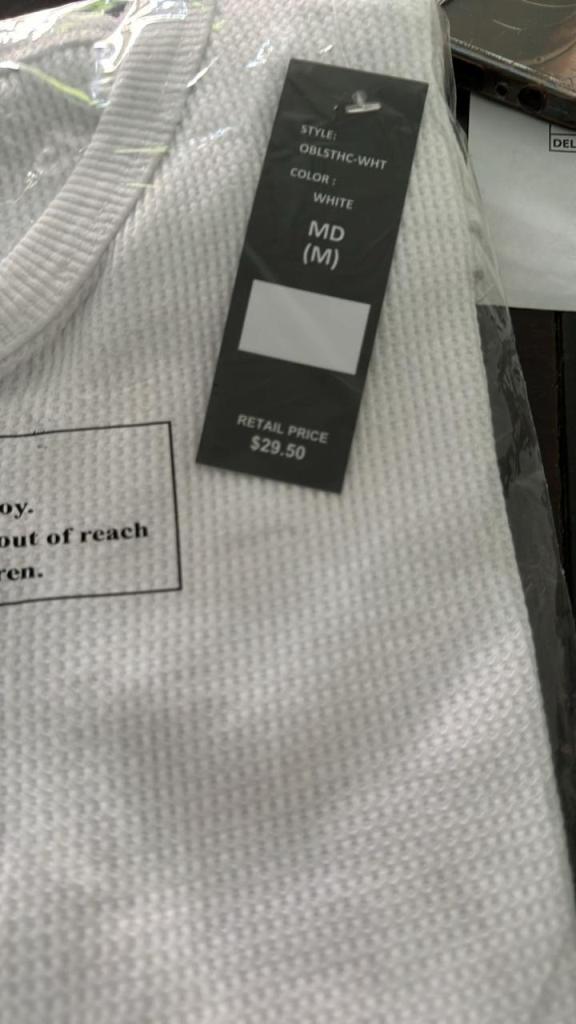 STYLE:
OBLSTHC-WHT
COLOR :
WHITE
MD
(M)
RETAIL PRICE
$29.50
oy.
out of reach
ren.
DEL